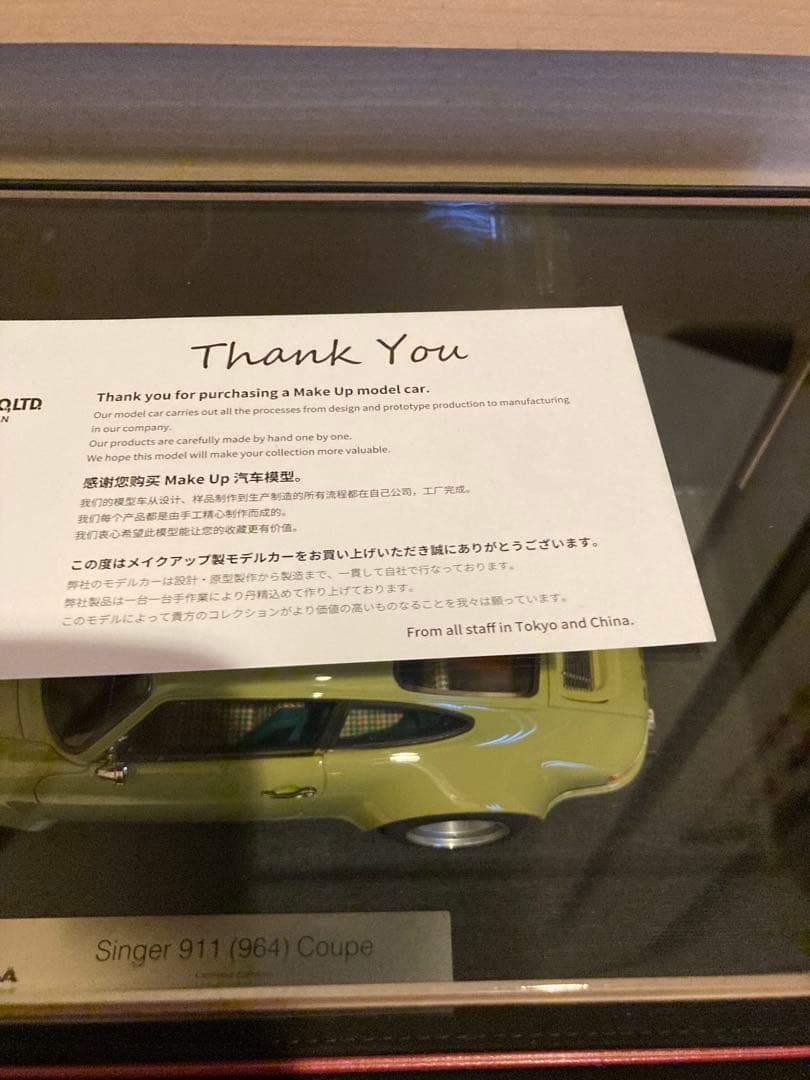 Thank You
O.,LTD.
N
Thank you for purchasing a Make Up model car.
Our model car carries out all the processes from design and prototype production to manufacturing
in our company.
Our products are carefully made by hand one by one.
We hope this model will make your collection more valuable.
感谢您购买 Make Up 汽车模型。
我们的模型车从设计、样品制作到生产制造的所有流程都在自己公司，工厂完成。
我们每个产品都是由手工精心制作而成的。
我们衷心希望此模型能让您的收藏更有价值。
この度はメイクアップ製モデルカーをお買い上げいただき誠にありがとうございます。
弊社のモデルカーは設計・原型製作から製造まで、一貫して自社で行なっております。
弊社製品は一台一台手作業により丹精込めて作り上げております。
このモデルによって貴方のコレクションがより価値の高いものなることを我々は願っています。
From all staff in Tokyo and China.
Singer 911 (964) Coupe
A